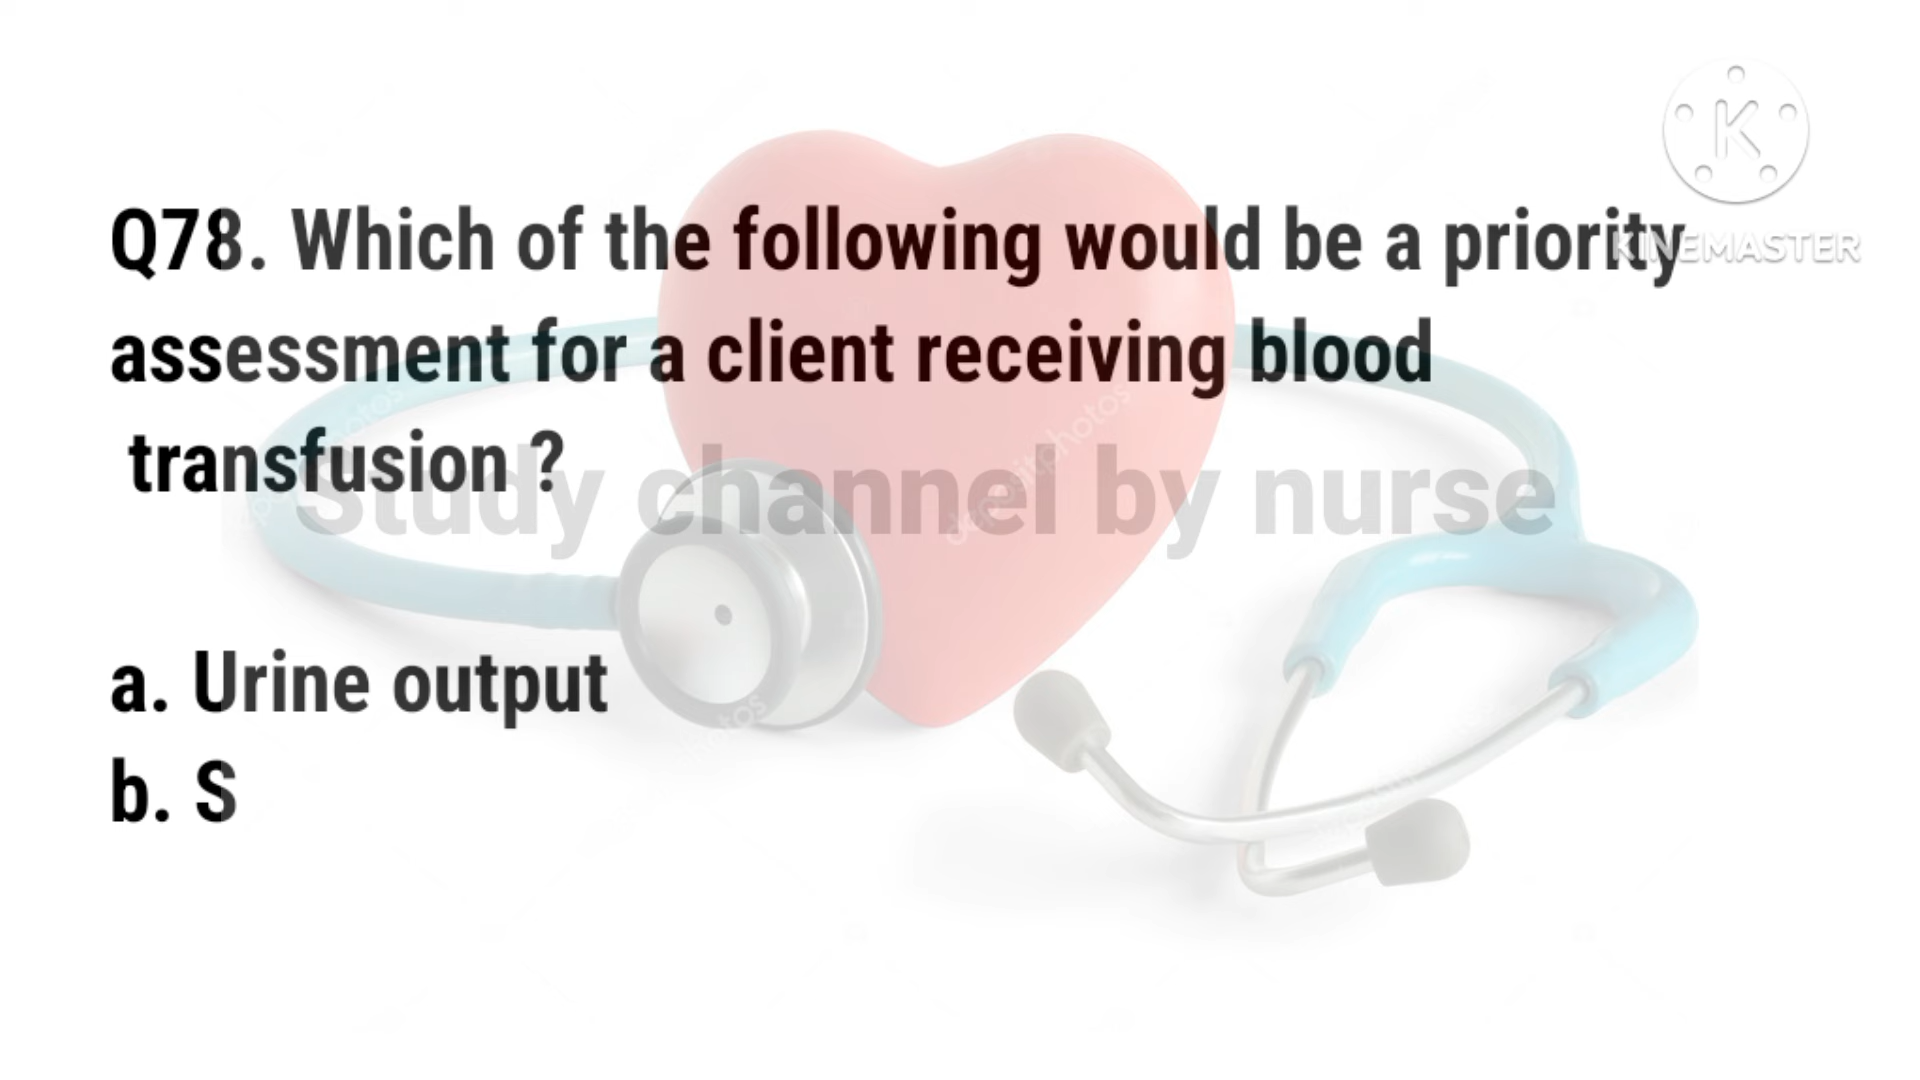 KINEMASTER
Q78. Which of the following would be a priority
assessment for a client receiving blood
transfusion ?
Study channel by nurse
depositphotos
a. Urine output
b. S